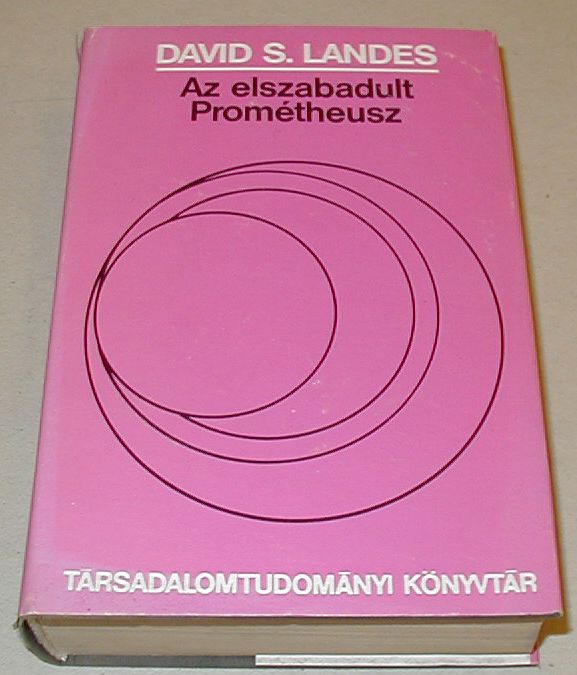 DAVID S. LANDES
Az elszabadult
Prométheusz
TÁRSADALOMTUDOMÁNYI KÖNYVTÁR